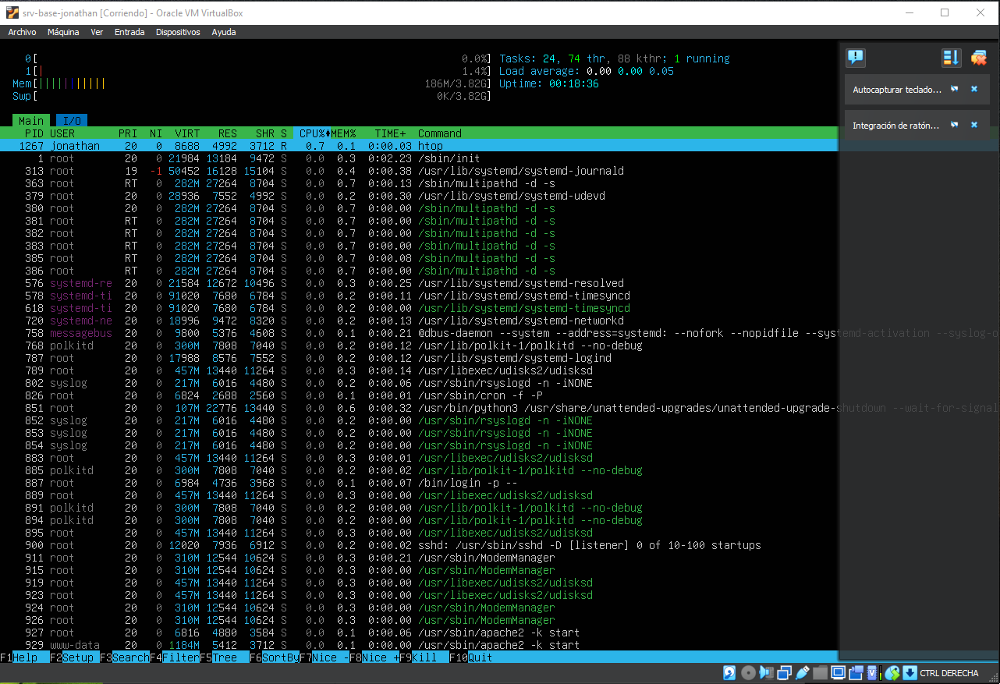 srv-base-jonathan [Corriendo] - Oracle VM VirtualBox
Archivo Máquina Ver Entrada Dispositivos Ayuda
0[ 0.0%] Tasks: 24, 74 thr, 88 kthr; 1 running
1[| 1.4%] Load average: 0.00 0.00 0.05
Mem[||||||||||| 186M/3.82G] Uptime: 00:18:36
Swp[ 0K/3.82G]
Autocapturar teclado...
Integración de ratón...
Main I/O
PID USER PRI NI VIRT RES SHR S CPU% MEM% TIME+ Command
1267 jonathan 20 0 8688 4992 3712 R 0.7 0.1 0:00.03 htop
1 root 20 0 21984 13184 9472 S 0.0 0.3 0:02.23 /sbin/init
313 root 19 -1 50452 16128 15104 S 0.0 0.4 0:00.38 /usr/lib/systemd/systemd-journald
363 root RT 0 282M 27264 8704 S 0.0 0.7 0:00.13 /sbin/multipathd -d -s
379 root 20 0 28936 7552 4992 S 0.0 0.2 0:00.30 /usr/lib/systemd/systemd-udevd
380 root 20 0 282M 27264 8704 S 0.0 0.7 0:00.00 /sbin/multipathd -d -s
381 root RT 0 282M 27264 8704 S 0.0 0.7 0:00.00 /sbin/multipathd -d -s
382 root RT 0 282M 27264 8704 S 0.0 0.7 0:00.00 /sbin/multipathd -d -s
383 root RT 0 282M 27264 8704 S 0.0 0.7 0:00.00 /sbin/multipathd -d -s
385 root RT 0 282M 27264 8704 S 0.0 0.7 0:00.08 /sbin/multipathd -d -s
386 root RT 0 282M 27264 8704 S 0.0 0.7 0:00.00 /sbin/multipathd -d -s
576 systemd-re 20 0 21584 12672 10496 S 0.0 0.3 0:00.25 /usr/lib/systemd/systemd-resolved
578 systemd-ti 20 0 91020 7680 6784 S 0.0 0.2 0:00.11 /usr/lib/systemd/systemd-timesyncd
618 systemd-ti 20 0 91020 7680 6784 S 0.0 0.2 0:00.00 /usr/lib/systemd/systemd-timesyncd
720 systemd-ne 20 0 18996 9472 8320 S 0.0 0.2 0:00.13 /usr/lib/systemd/systemd-networkd
758 messagebus 20 0 9800 5376 4608 S 0.0 0.1 0:00.21 @dbus-daemon --system --address=systemd: --nofork --nopidfile --systemd-activation --syslog-o
768 polkitd 20 0 300M 7808 7040 S 0.0 0.2 0:00.12 /usr/lib/polkit-1/polkitd --no-debug
787 root 20 0 17988 8576 7552 S 0.0 0.2 0:00.12 /usr/lib/systemd/systemd-logind
789 root 20 0 457M 13440 11264 S 0.0 0.3 0:00.14 /usr/libexec/udisks2/udisksd
802 syslog 20 0 217M 6016 4480 S 0.0 0.2 0:00.06 /usr/sbin/rsyslogd -n -iNONE
826 root 20 0 6824 2688 2560 S 0.0 0.1 0:00.01 /usr/sbin/cron -f -P
851 root 20 0 107M 22776 13440 S 0.0 0.6 0:00.32 /usr/bin/python3 /usr/share/unattended-upgrades/unattended-upgrade-shutdown --wait-for-signal
852 syslog 20 0 217M 6016 4480 S 0.0 0.2 0:00.00 /usr/sbin/rsyslogd -n -iNONE
853 syslog 20 0 217M 6016 4480 S 0.0 0.2 0:00.00 /usr/sbin/rsyslogd -n -iNONE
854 syslog 20 0 217M 6016 4480 S 0.0 0.2 0:00.00 /usr/sbin/rsyslogd -n -iNONE
883 root 20 0 457M 13440 11264 S 0.0 0.3 0:00.01 /usr/libexec/udisks2/udisksd
885 polkitd 20 0 300M 7808 7040 S 0.0 0.2 0:00.02 /usr/lib/polkit-1/polkitd --no-debug
887 root 20 0 6984 4736 3968 S 0.0 0.1 0:00.07 /bin/login -p --
889 root 20 0 457M 13440 11264 S 0.0 0.3 0:00.00 /usr/libexec/udisks2/udisksd
891 polkitd 20 0 300M 7808 7040 S 0.0 0.2 0:00.00 /usr/lib/polkit-1/polkitd --no-debug
894 polkitd 20 0 300M 7808 7040 S 0.0 0.2 0:00.00 /usr/lib/polkit-1/polkitd --no-debug
895 root 20 0 457M 13440 11264 S 0.0 0.3 0:00.00 /usr/libexec/udisks2/udisksd
900 root 20 0 12020 7936 6912 S 0.0 0.2 0:00.02 sshd: /usr/sbin/sshd -D [listener] 0 of 10-100 startups
911 root 20 0 310M 12544 10624 S 0.0 0.3 0:00.21 /usr/sbin/ModemManager
915 root 20 0 310M 12544 10624 S 0.0 0.3 0:00.00 /usr/sbin/ModemManager
919 root 20 0 457M 13440 11264 S 0.0 0.3 0:00.00 /usr/libexec/udisks2/udisksd
923 root 20 0 457M 13440 11264 S 0.0 0.3 0:00.00 /usr/libexec/udisks2/udisksd
924 root 20 0 310M 12544 10624 S 0.0 0.3 0:00.00 /usr/sbin/ModemManager
926 root 20 0 310M 12544 10624 S 0.0 0.3 0:00.00 /usr/sbin/ModemManager
927 root 20 0 6816 4880 3584 S 0.0 0.1 0:00.06 /usr/sbin/apache2 -k start
929 www-data 20 0 1184M 5412 3712 S 0.0 0.1 0:00.00 /usr/sbin/apache2 -k start
F1Help F2Setup F3SearchF4FilterF5Tree F6SortByF7Nice -F8Nice +F9Kill F10Quit
CTRL DERECHA